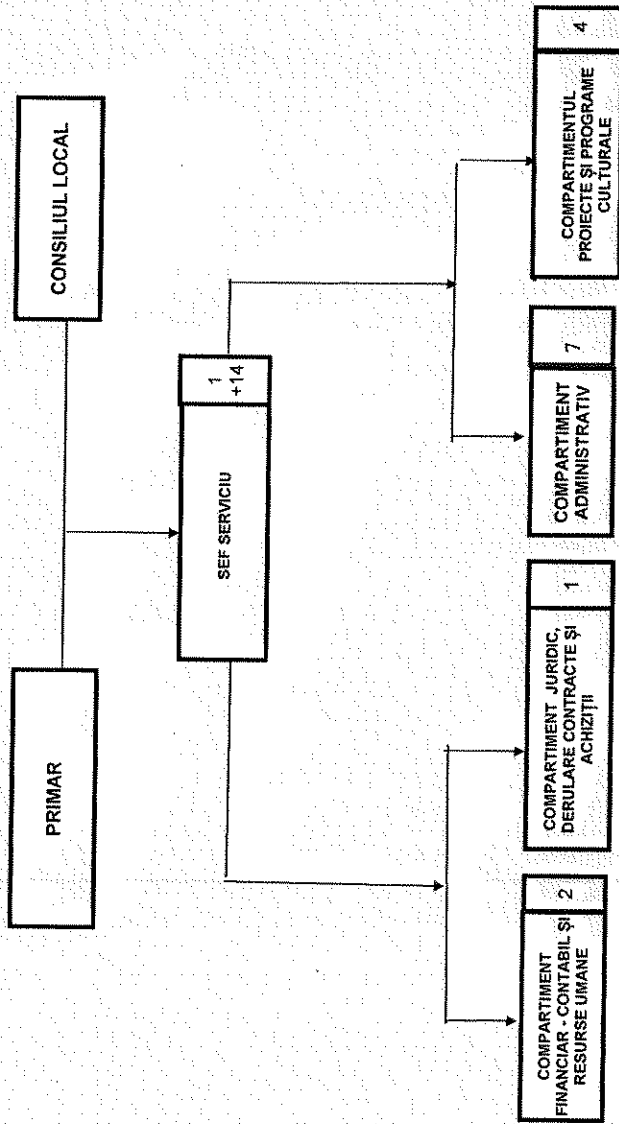 PRIMAR
CONSILIUL LOCAL
SEF SERVICIU
1
+14
COMPARTIMENT
FINANCIAR - CONTABIL ȘI
RESURSE UMANE
2
COMPARTIMENT JURIDIC,
DERULARE CONTRACTE ȘI
ACHIZIȚII
1
COMPARTIMENT
ADMINISTRATIV
7
COMPARTIMENTUL
PROIECTE ȘI PROGRAME
CULTURALE
4